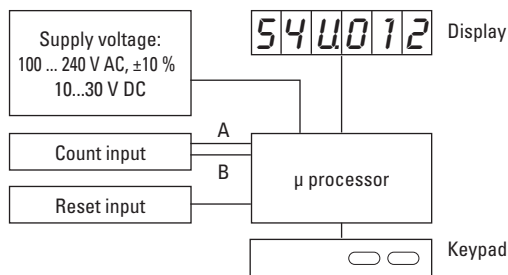 Supply voltage:
100 ... 240 V AC, ±10 %
10...30 V DC
54U.012
Display
A
Count input
B
µ processor
Reset input
Keypad